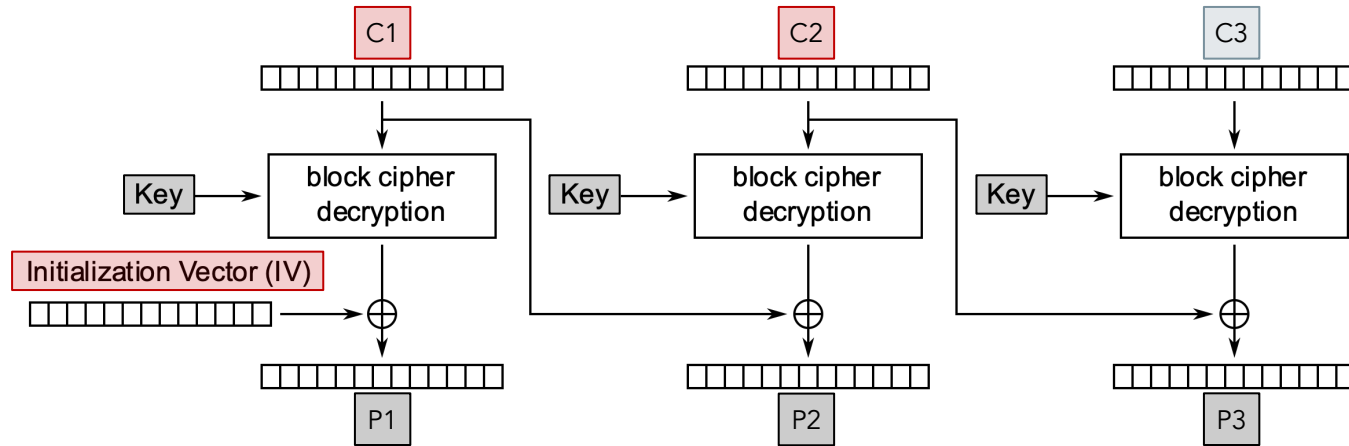 C1
C2
C3
block cipher
decryption
block cipher
decryption
block cipher
decryption
Key
Key
Key
Initialization Vector (IV)
P1
P2
P3